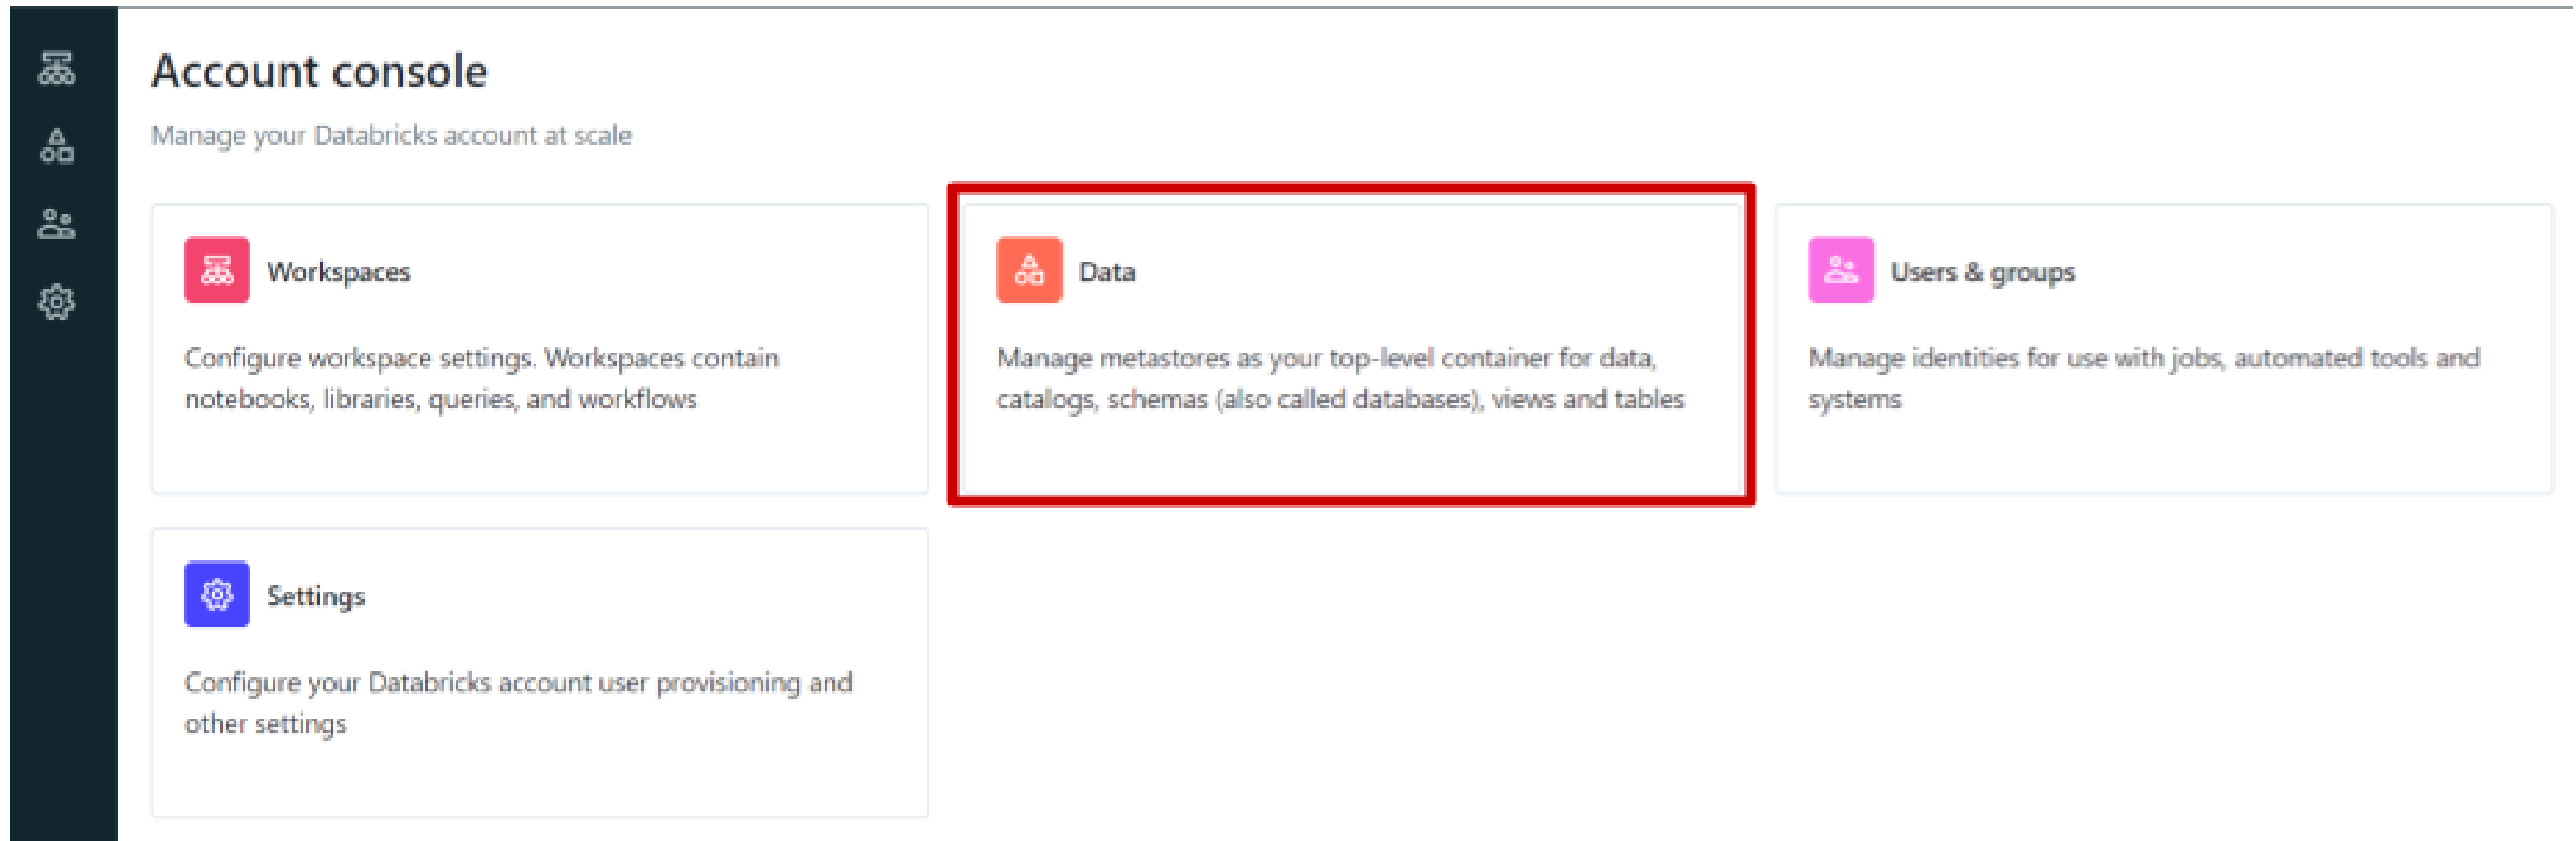 Account console
Manage your Databricks account at scale
Workspaces
Configure workspace settings. Workspaces contain
notebooks, libraries, queries, and workflows
Data
Manage metastores as your top-level container for data,
catalogs, schemas (also called databases), views and tables
Users & groups
Manage identities for use with jobs, automated tools and
systems
Settings
Configure your Databricks account user provisioning and
other settings